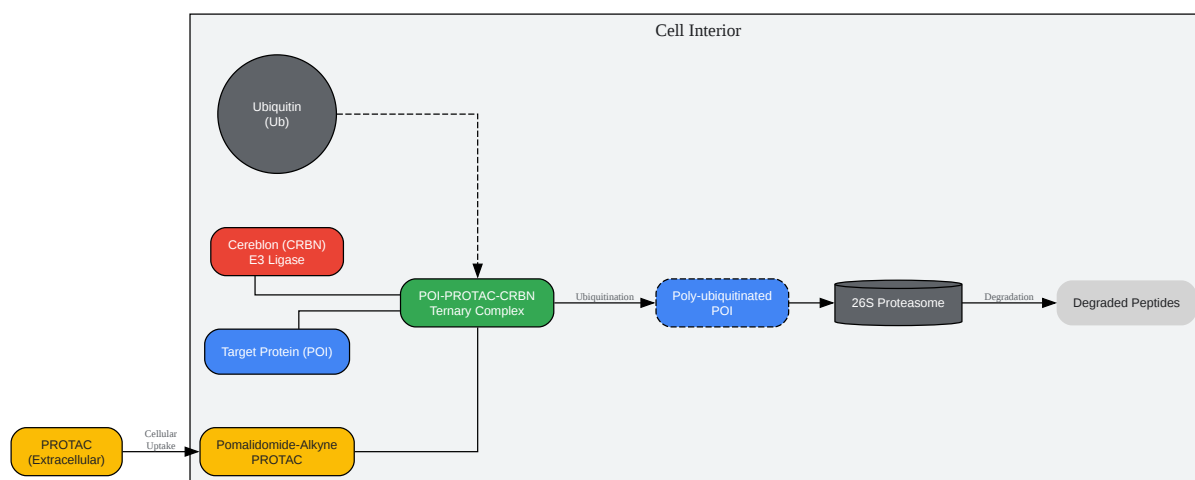 Cell Interior
Ubiquitin
(Ub)
Cereblon (CRBN)
E3 Ligase
POI-PROTAC-CRBN
Ternary Complex
Ubiquitination
Poly-ubiquitinated
POI
26S Proteasome
Degradation
Degraded Peptides
Target Protein (POI)
PROTAC
(Extracellular)
Cellular
Uptake
Pomalidomide-Alkyne
PROTAC